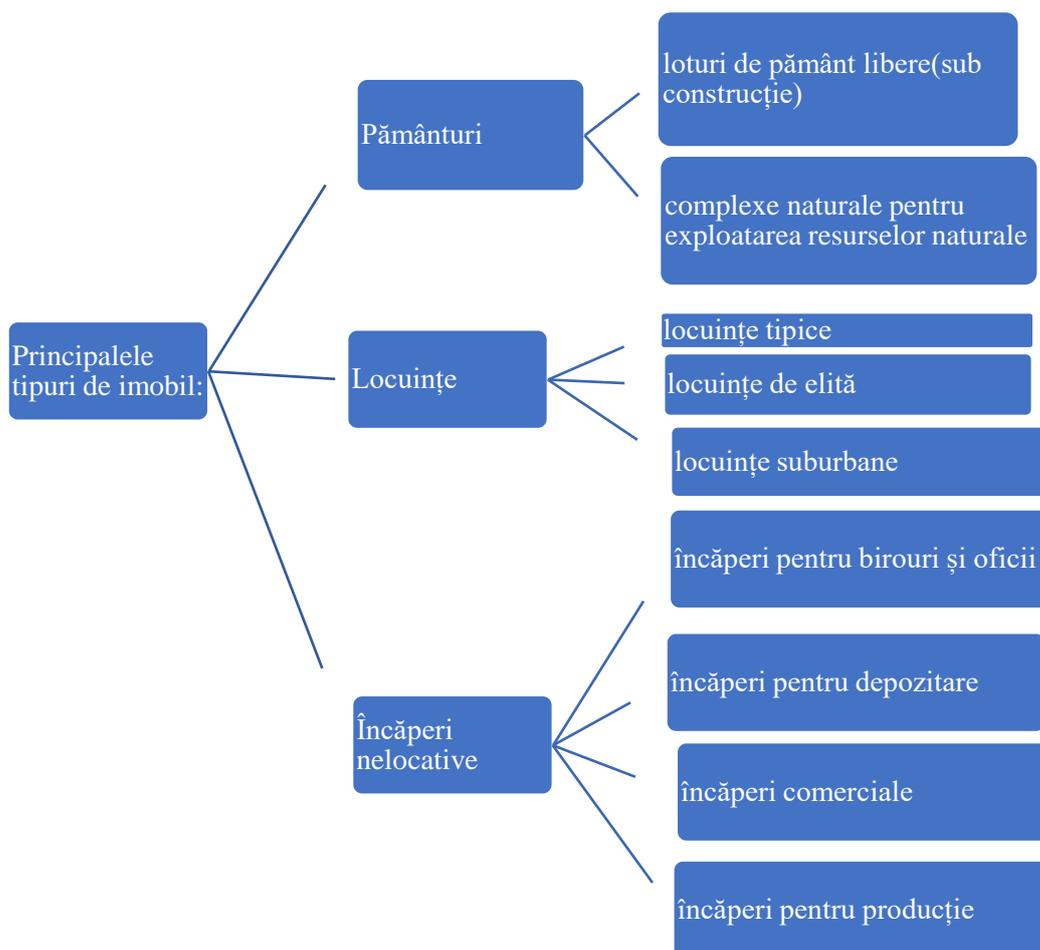 Principalele
tipuri de imobil:
Pământuri
loturi de pământ libere(sub
construcție)
complexe naturale pentru
exploatarea resurselor naturale
Locuințe
locuințe tipice
locuințe de elită
locuințe suburbane
Încăperi
nelocative
încăperi pentru birouri și oficii
încăperi pentru depozitare
încăperi comerciale
încăperi pentru producție